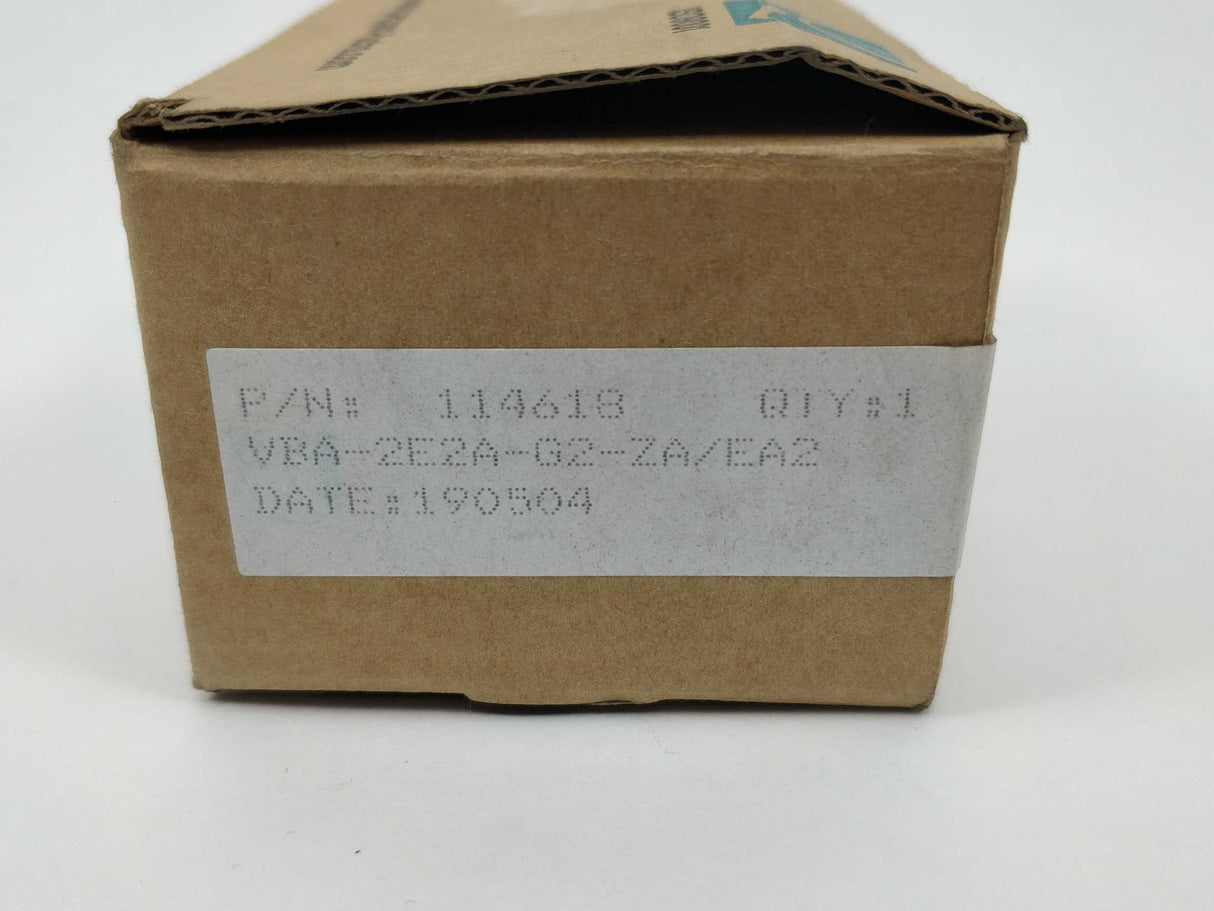 P/N: 114618 QTY:1
VBA-2E2A-G2-ZA/EA2
DATE:190504